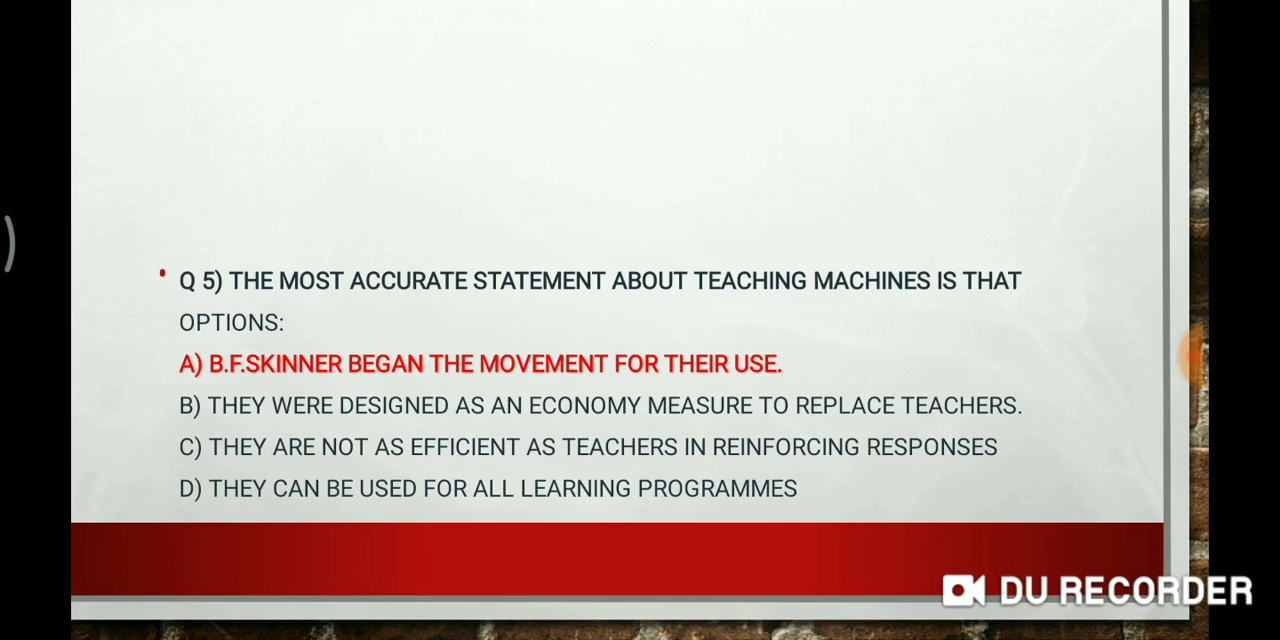 Q 5) THE MOST ACCURATE STATEMENT ABOUT TEACHING MACHINES IS THAT
OPTIONS:
A) B.F.SKINNER BEGAN THE MOVEMENT FOR THEIR USE.
B) THEY WERE DESIGNED AS AN ECONOMY MEASURE TO REPLACE TEACHERS.
C) THEY ARE NOT AS EFFICIENT AS TEACHERS IN REINFORCING RESPONSES
D) THEY CAN BE USED FOR ALL LEARNING PROGRAMMES
DU RECORDER